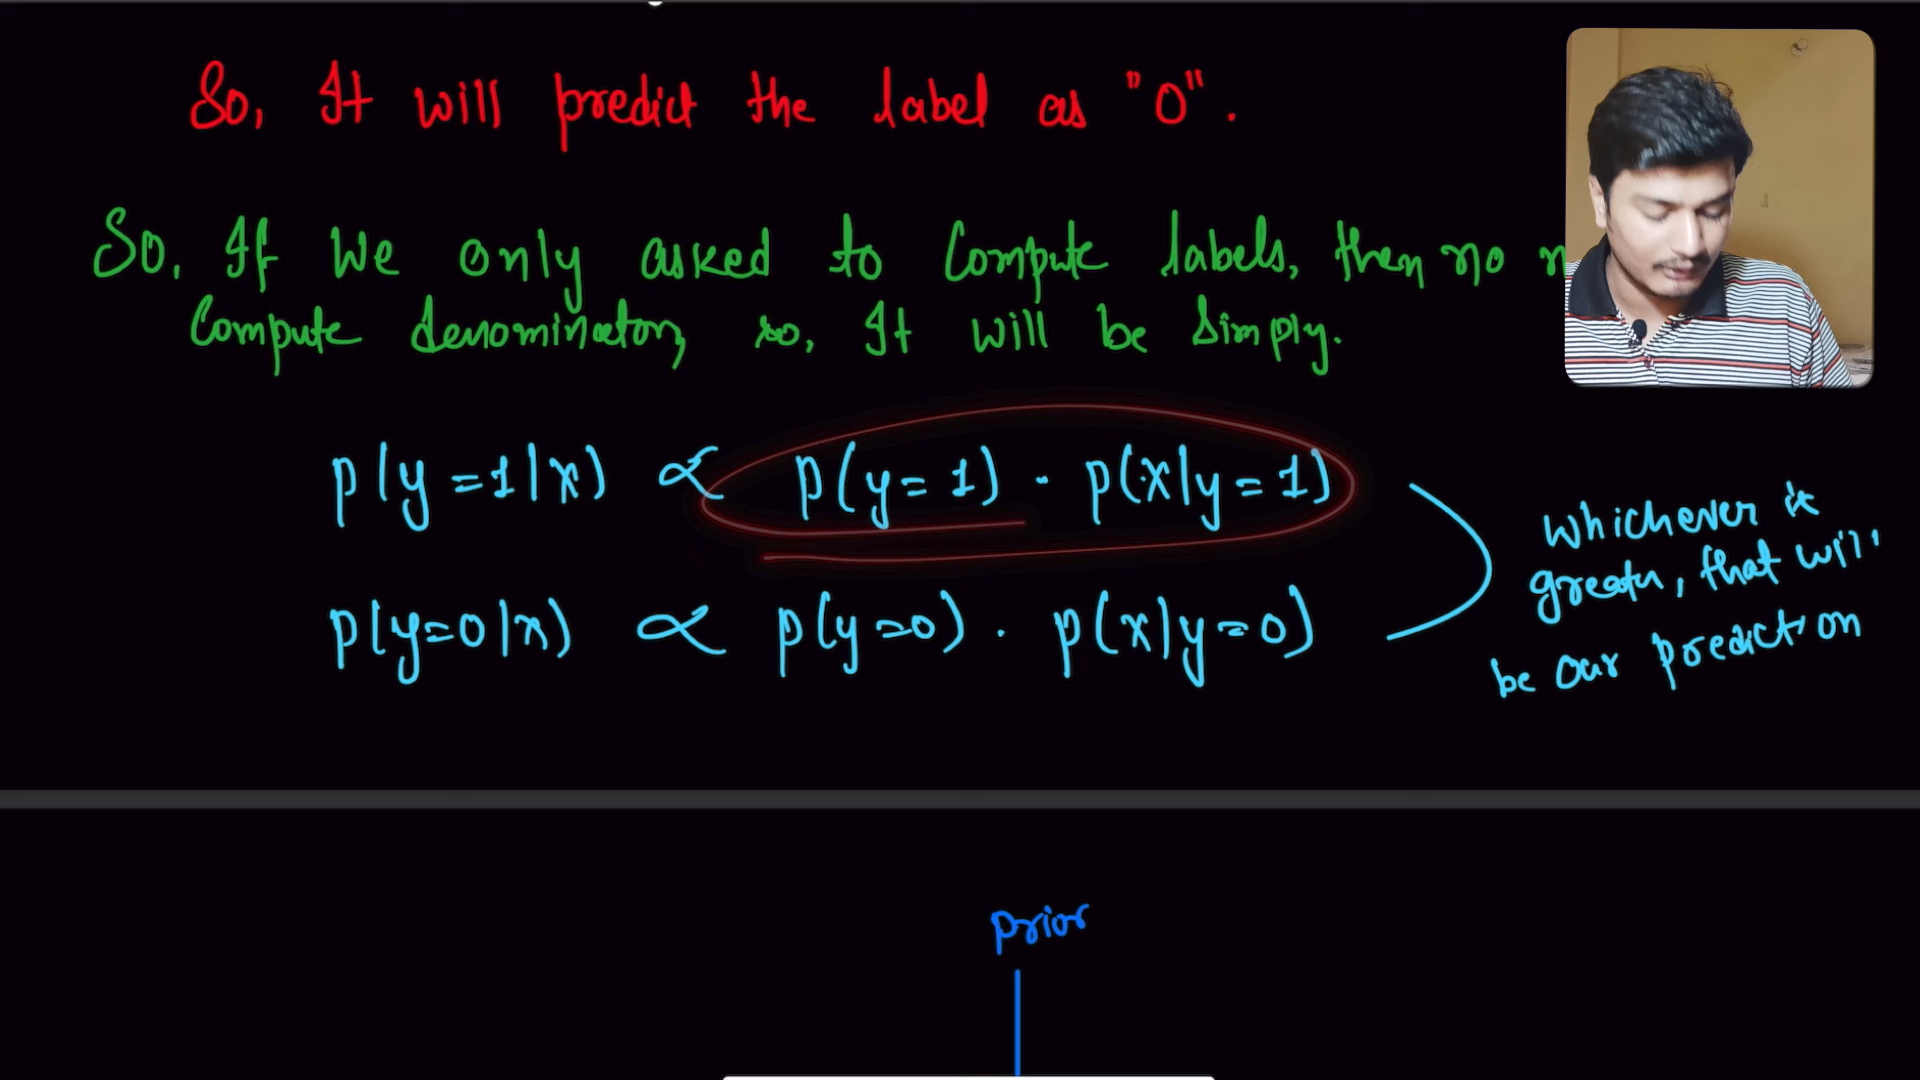 So, It will predict the label as "0".
So, If we only asked to compute labels, then no
compute denominator, so, It will be simply.
p(y=1|x) ∝ p(y=1) · p(x|y=1)
whichever is
greater, that will
be our prediction
p(y=0|x) ∝ p(y=0) · p(x|y=0)
prior